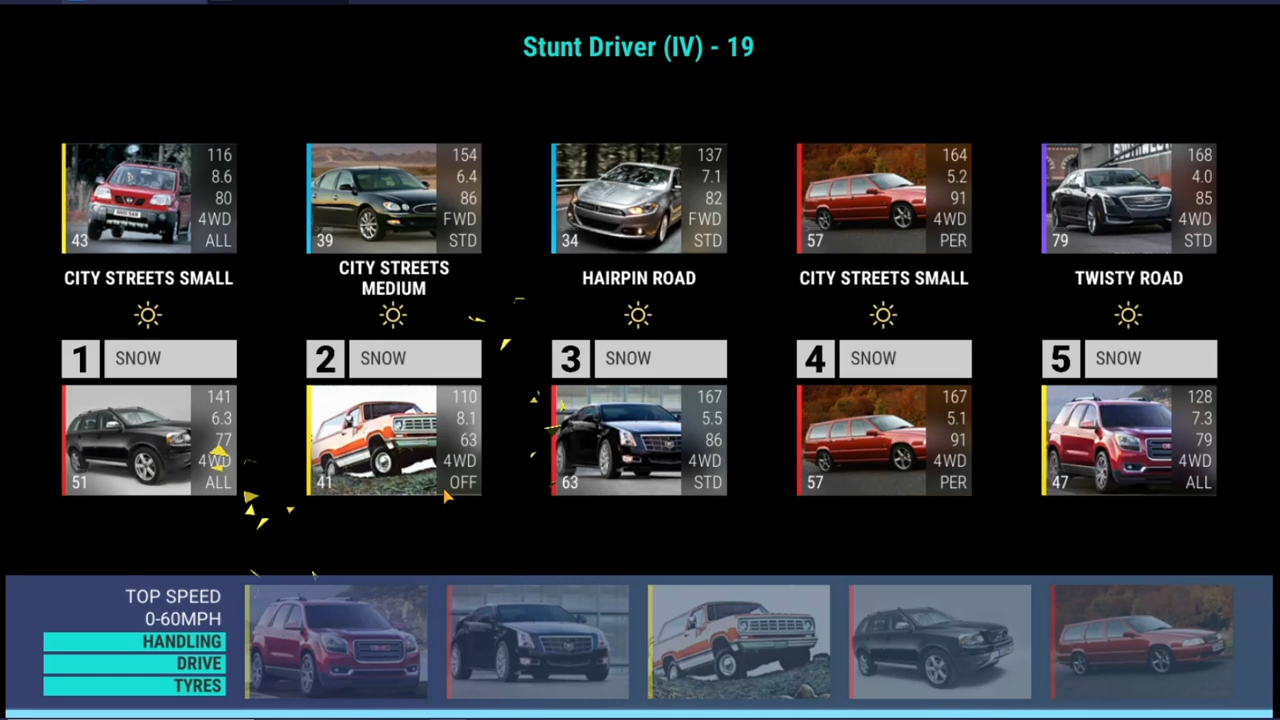 Stunt Driver (IV) - 19
116
8.6
80
4WD
43 ALL
154
6.4
86
FWD
39 STD
137
7.1
82
FWD
34 STD
164
5.2
91
4WD
57 PER
168
4.0
85
4WD
79 STD
CITY STREETS SMALL
CITY STREETS
MEDIUM
HAIRPIN ROAD
CITY STREETS SMALL
TWISTY ROAD
1 SNOW
2 SNOW
3 SNOW
4 SNOW
5 SNOW
141
6.3
77
4WD
51 ALL
110
8.1
63
4WD
41 OFF
167
5.5
86
4WD
63 STD
167
5.1
91
4WD
57 PER
128
7.3
79
4WD
47 ALL
TOP SPEED
0-60MPH
HANDLING
DRIVE
TYRES